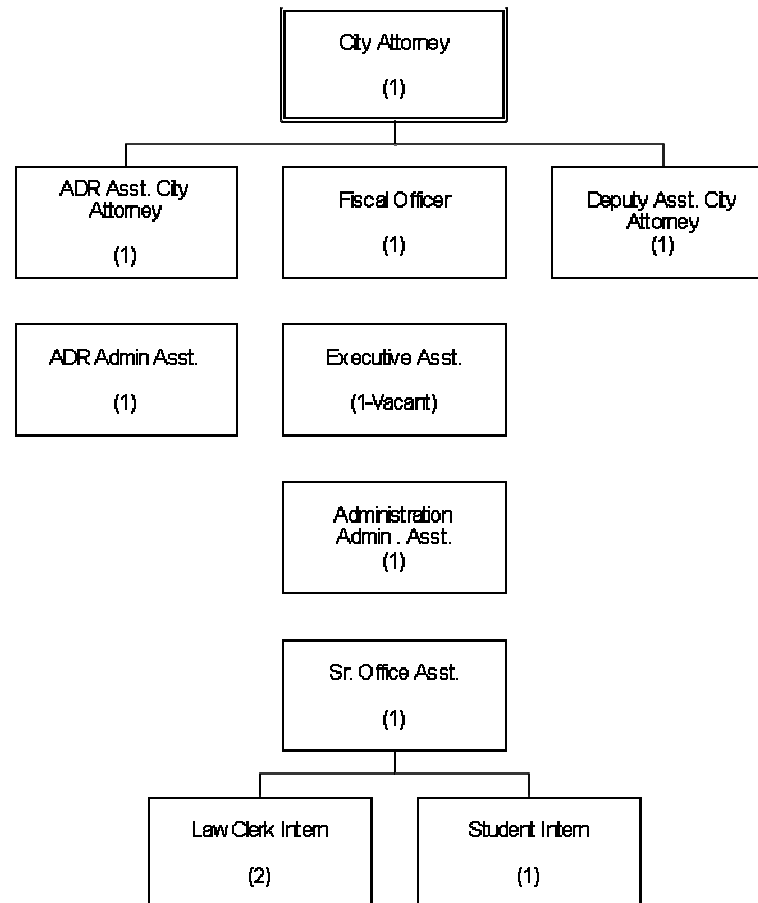 City Attorney
(1)
ADR Asst. City
Attorney
(1)
Fiscal Officer
(1)
Deputy Asst. City
Attorney
(1)
ADR Admin Asst.
(1)
Executive Asst.
(1-Vacant)
Administration
Admin . Asst.
(1)
Sr. Office Asst.
(1)
Law Clerk Intern
(2)
Student Intern
(1)